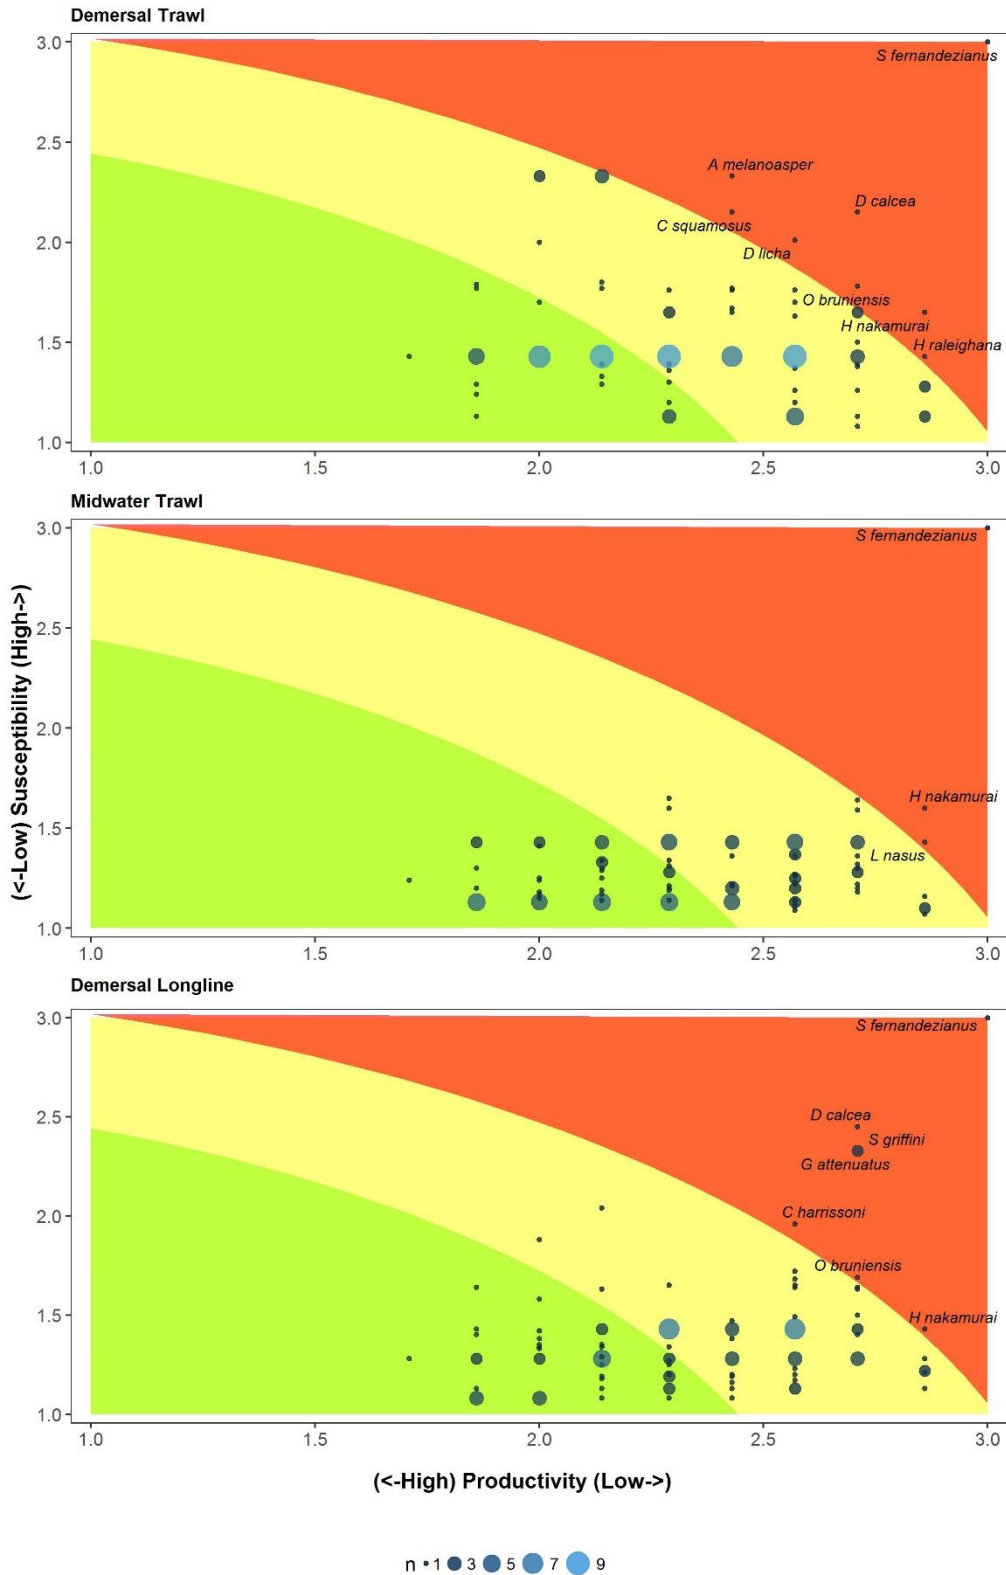 Demersal Trawl
3.0
S fernandezianus
2.5
A melanoasper
D calcea
C squamosus
2.0
D licha
O bruniensis
H nakamurai
1.5
H raleighana
1.0
1.0 1.5 2.0 2.5 3.0
Midwater Trawl
3.0
S fernandezianus
2.5
2.0
H nakamurai
1.5
L nasus
1.0
1.0 1.5 2.0 2.5 3.0
(<-Low) Susceptibility (High->)
Demersal Longline
3.0
S fernandezianus
2.5
D calcea
S griffini
G attenuatus
2.0
C harrissoni
O bruniensis
1.5
H nakamurai
1.0
1.0 1.5 2.0 2.5 3.0
(<-High) Productivity (Low->)
n 1 3 5 7 9